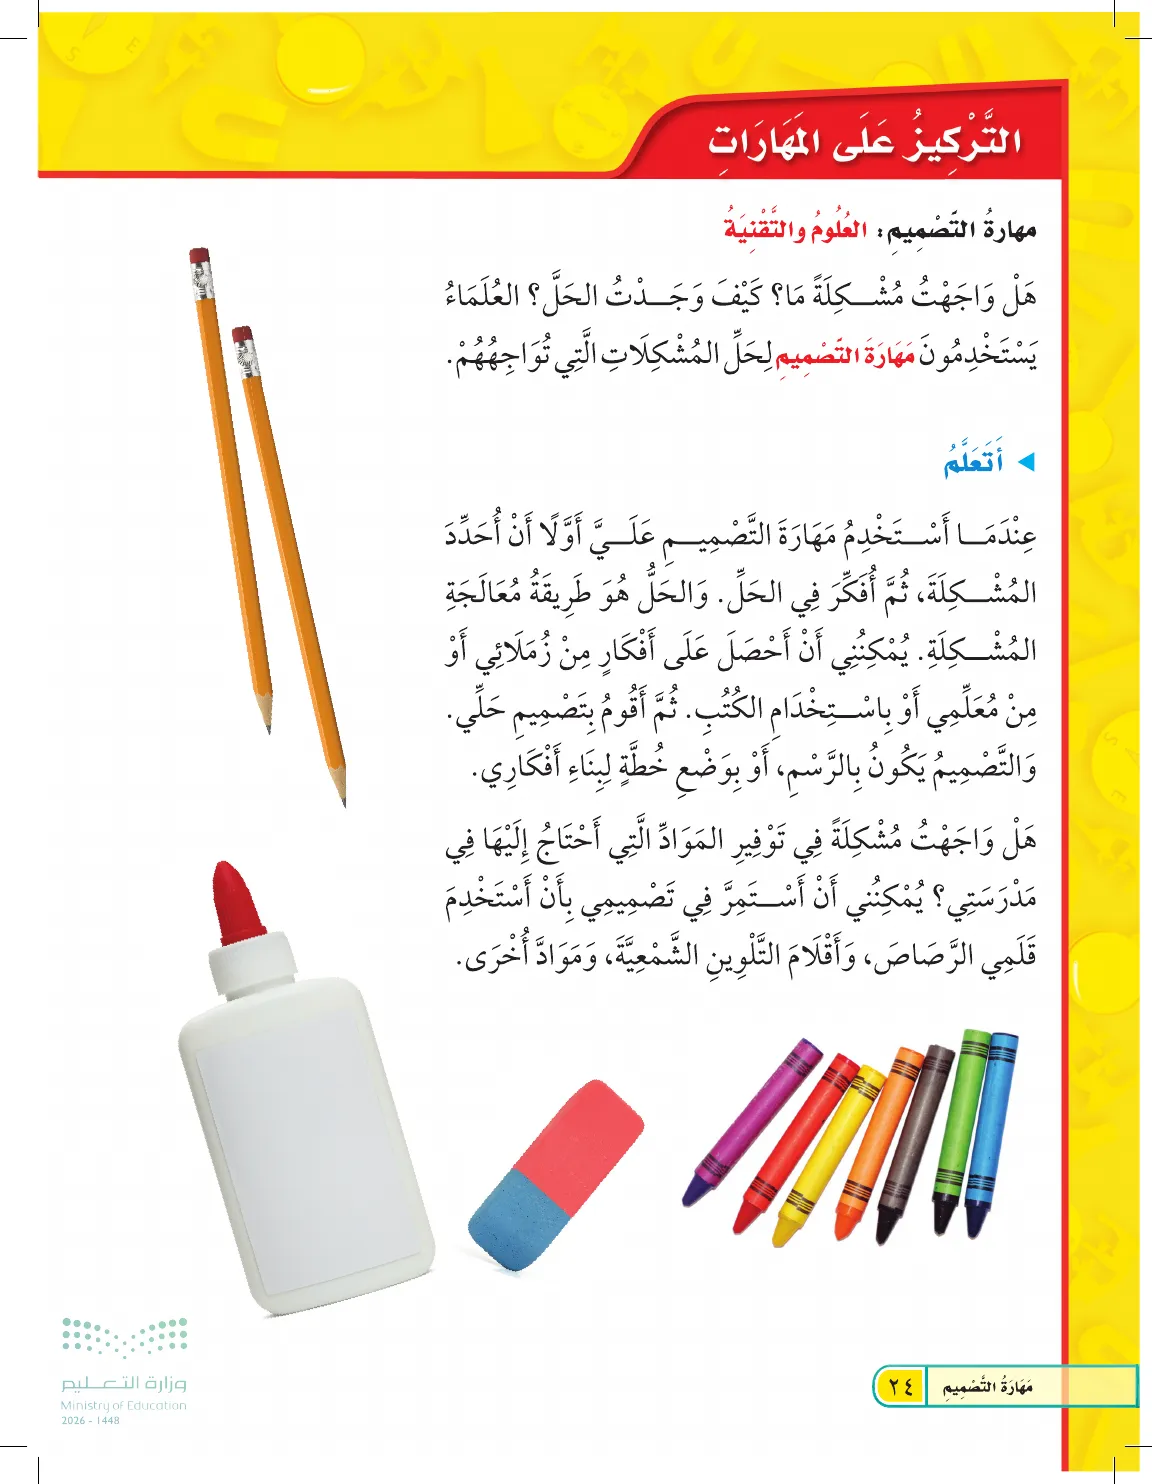 التَّرْكِيزُ عَلَى المَهَارَاتِ
مهارةُ التَّصْمِيمِ: العُلُومُ والتَّقْنِيَةُ
هَلْ وَاجَهْتُ مُشْكِلَةً مَا؟ كَيْفَ وَجَدْتُ الحَلَّ؟ العُلَمَاءُ
يَسْتَخْدِمُونَ مَهَارَةَ التَّصْمِيمِ لِحَلِّ المُشْكِلَاتِ الَّتِي تُوَاجِهُهُمْ.
أَتَعَلَّمُ
عِنْدَمَا أَسْتَخْدِمُ مَهَارَةَ التَّصْمِيمِ عَلَيَّ أَوَّلًا أَنْ أُحَدِّدَ
المُشْكِلَةَ، ثُمَّ أُفَكِّرَ فِي الحَلِّ. وَالحَلُّ هُوَ طَرِيقَةُ مُعَالَجَةِ
المُشْكِلَةِ. يُمْكِنُنِي أَنْ أَحْصَلَ عَلَى أَفْكَارٍ مِنْ زُمَلَائِي أَوْ
مِنْ مُعَلِّمِي أَوْ بِاسْتِخْدَامِ الكُتُبِ. ثُمَّ أَقُومُ بِتَصْمِيمِ حَلِّي.
وَالتَّصْمِيمُ يَكُونُ بِالرَّسْمِ، أَوْ بِوَضْعِ خُطَّةٍ لِبِنَاءِ أَفْكَارِي.
هَلْ وَاجَهْتُ مُشْكِلَةً فِي تَوْفِيرِ المَوَادِّ الَّتِي أَحْتَاجُ إِلَيْهَا فِي
مَدْرَسَتِي؟ يُمْكِنُني أَنْ أَسْتَمِرَّ فِي تَصْمِيمِي بِأَنْ أَسْتَخْدِمَ
قَلَمِي الرَّصَاصَ، وَأَقْلَامَ التَّلْوِينِ الشَّمْعِيَّةَ، وَمَوَادَّ أُخْرَى.
وزارة التعليم
Ministry of Education
2026 - 1448
مَهَارَةُ التَّصْمِيمِ ٢٤